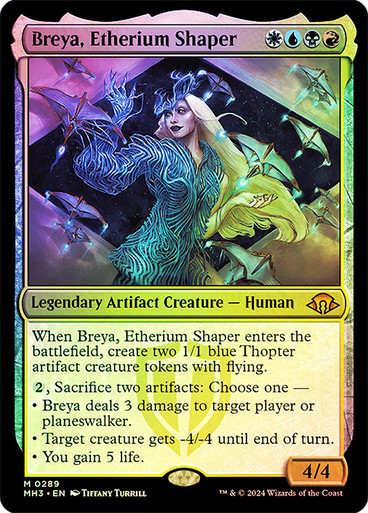 Breya, Etherium Shaper
Legendary Artifact Creature — Human
When Breya, Etherium Shaper enters the
battlefield, create two 1/1 blue Thopter
artifact creature tokens with flying.
2, Sacrifice two artifacts: Choose one —
• Breya deals 3 damage to target player or
planeswalker.
• Target creature gets -4/-4 until end of turn.
• You gain 5 life.
4/4
M 0289
MH3 • EN TIFFANY TURRILL
™ & © 2024 Wizards of the Coast